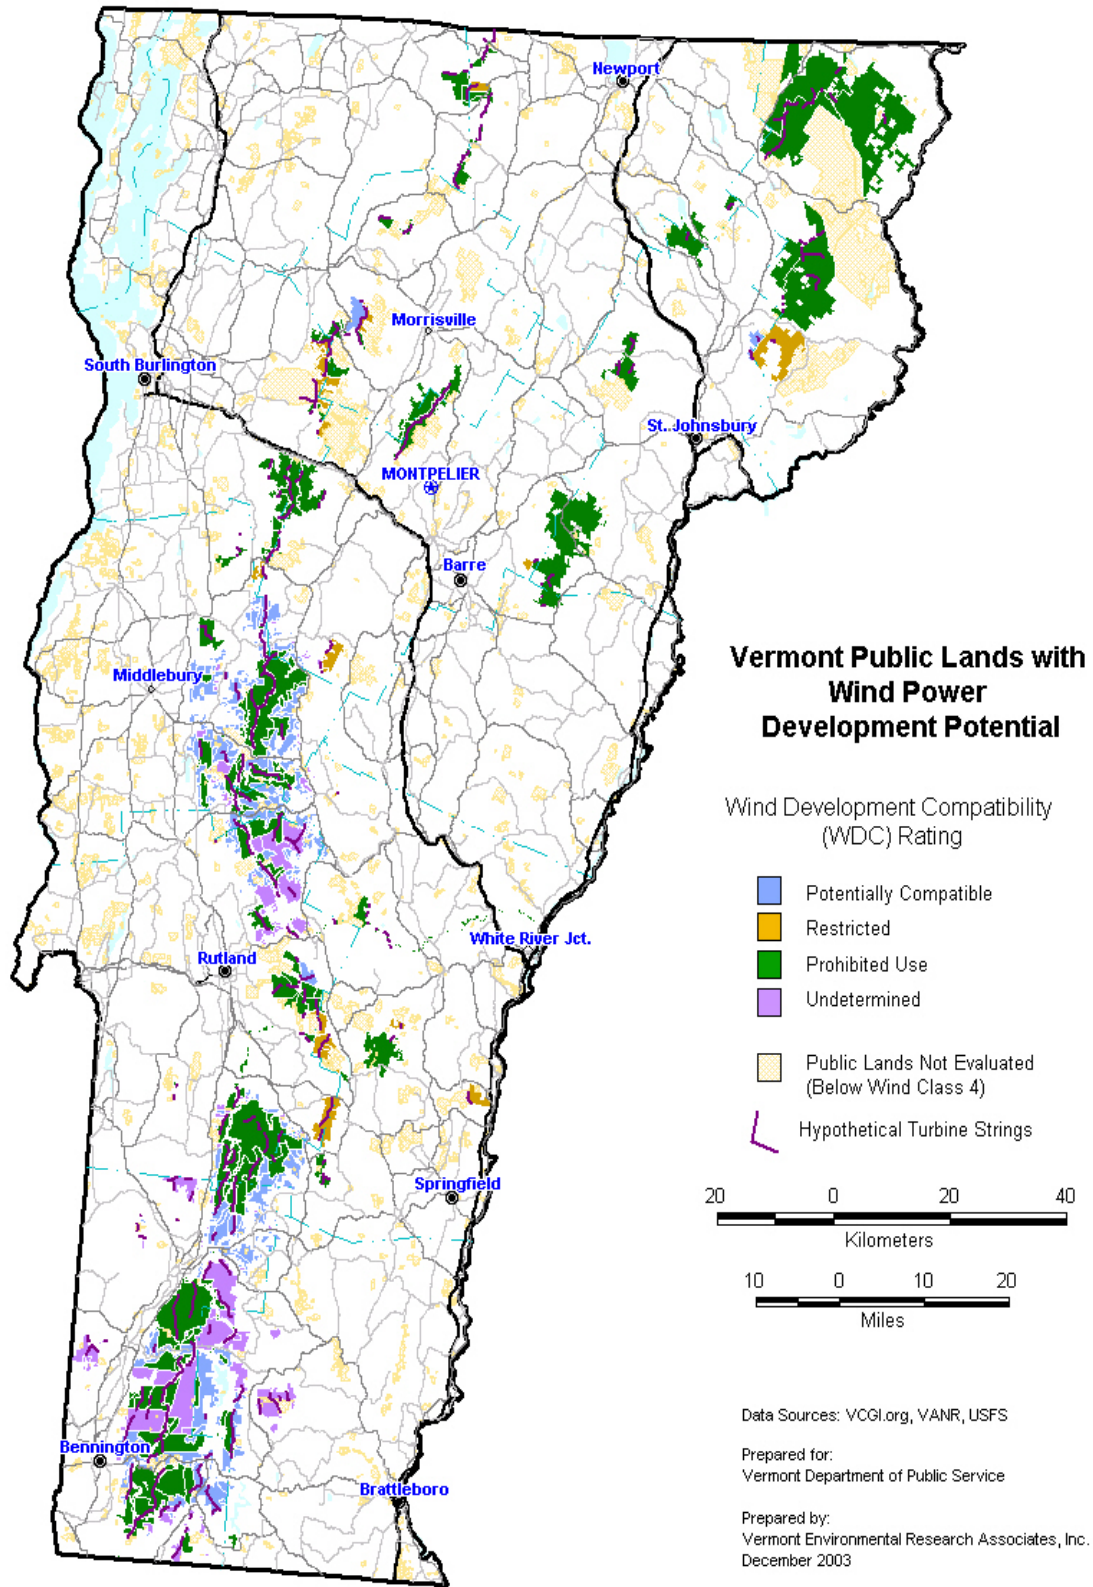 Newport
Morrisville
South Burlington
St. Johnsbury
MONTPELIER
Barre
Middlebury
White River Jct.
Rutland
Springfield
Bennington
Brattleboro
Vermont Public Lands with
Wind Power
Development Potential
Wind Development Compatibility
(WDC) Rating
Potentially Compatible
Restricted
Prohibited Use
Undetermined
Public Lands Not Evaluated
(Below Wind Class 4)
Hypothetical Turbine Strings
20 0 20 40
Kilometers
10 0 10 20
Miles
Data Sources: VCGI.org, VANR, USFS
Prepared for:
Vermont Department of Public Service
Prepared by:
Vermont Environmental Research Associates, Inc.
December 2003